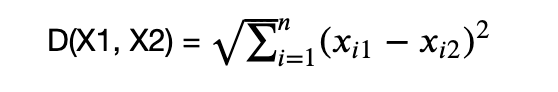 D(X1, X2) = √∑ⁿᵢ₌₁(xᵢ₁ − xᵢ₂)²